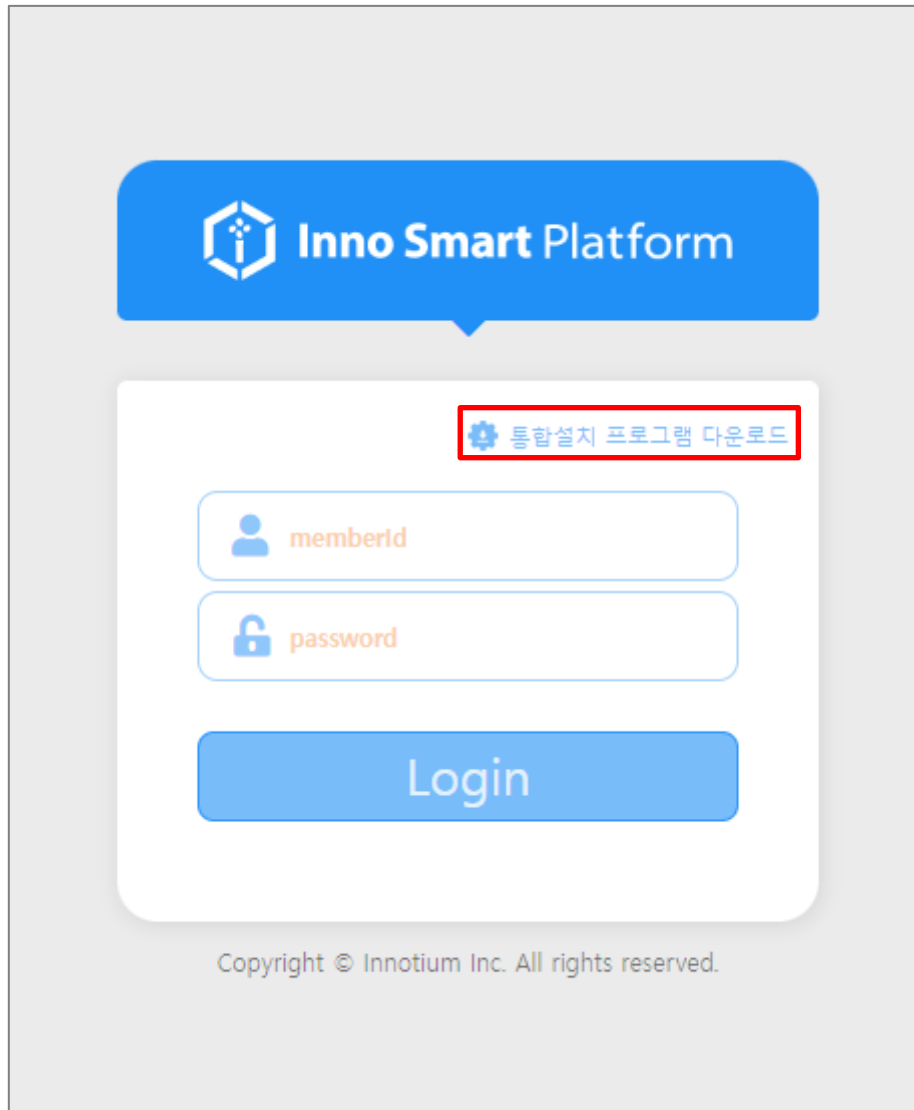 Inno Smart Platform
통합설치 프로그램 다운로드
memberId
password
Login
Copyright © Innotium Inc. All rights reserved.